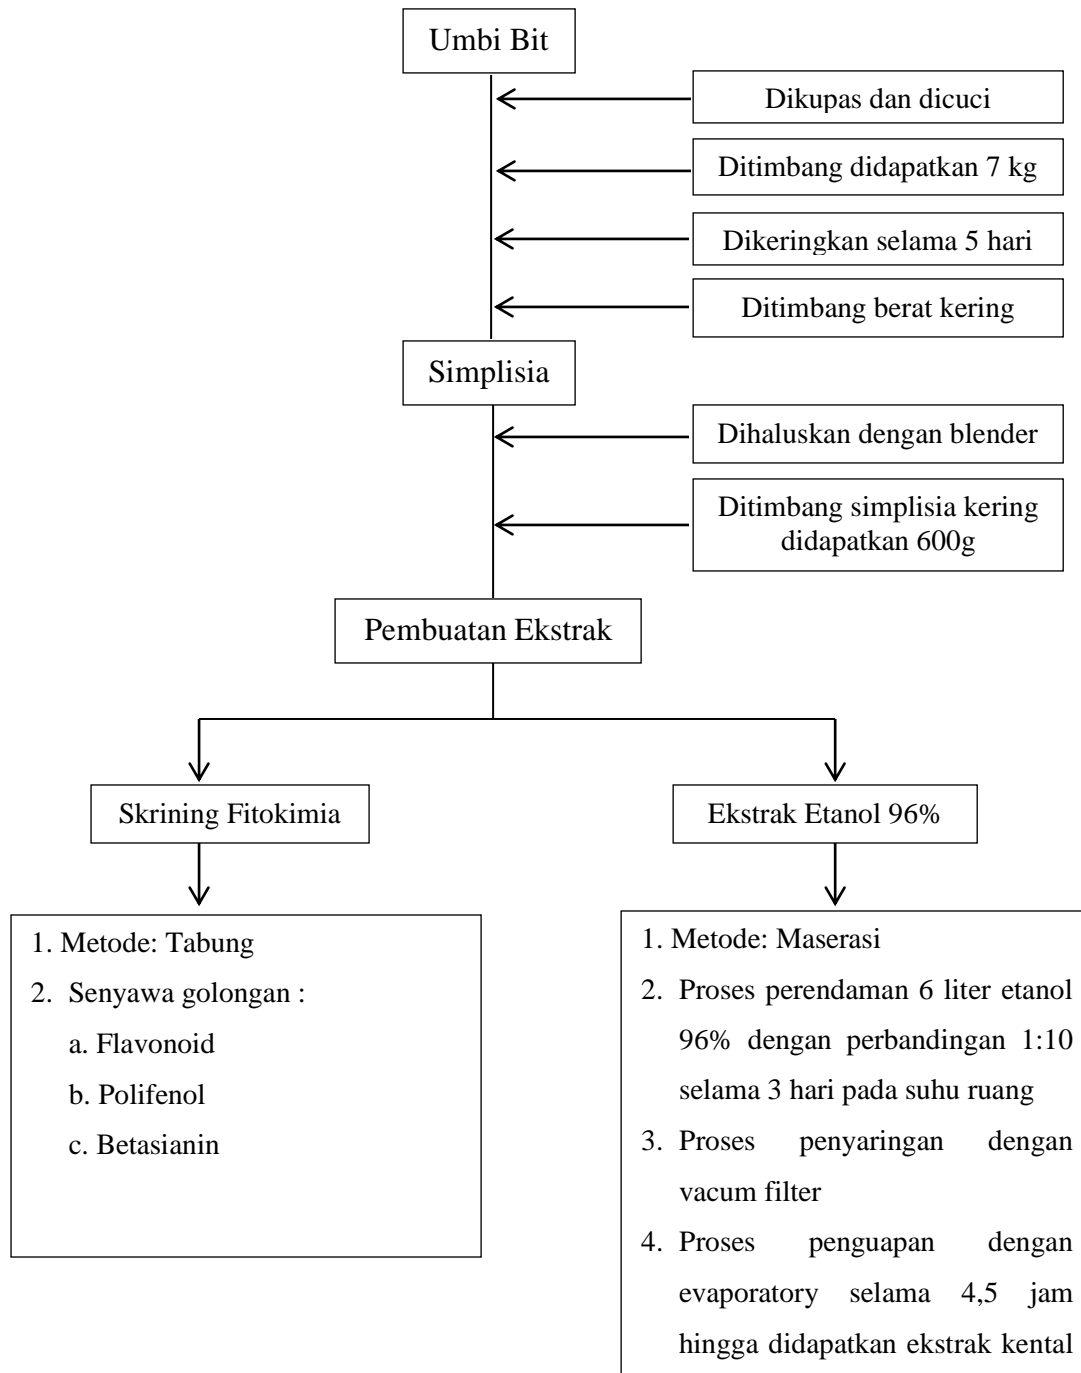 Umbi Bit
Dikupas dan dicuci
Ditimbang didapatkan 7 kg
Dikeringkan selama 5 hari
Ditimbang berat kering
Simplisia
Dihaluskan dengan blender
Ditimbang simplisia kering
didapatkan 600g
Pembuatan Ekstrak
Skrining Fitokimia
1. Metode: Tabung
2. Senyawa golongan :
a. Flavonoid
b. Polifenol
c. Betasianin
Ekstrak Etanol 96%
1. Metode: Maserasi
2. Proses perendaman 6 liter etanol
96% dengan perbandingan 1:10
selama 3 hari pada suhu ruang
3. Proses penyaringan dengan
vacum filter
4. Proses penguapan dengan
evaporatory selama 4,5 jam
hingga didapatkan ekstrak kental